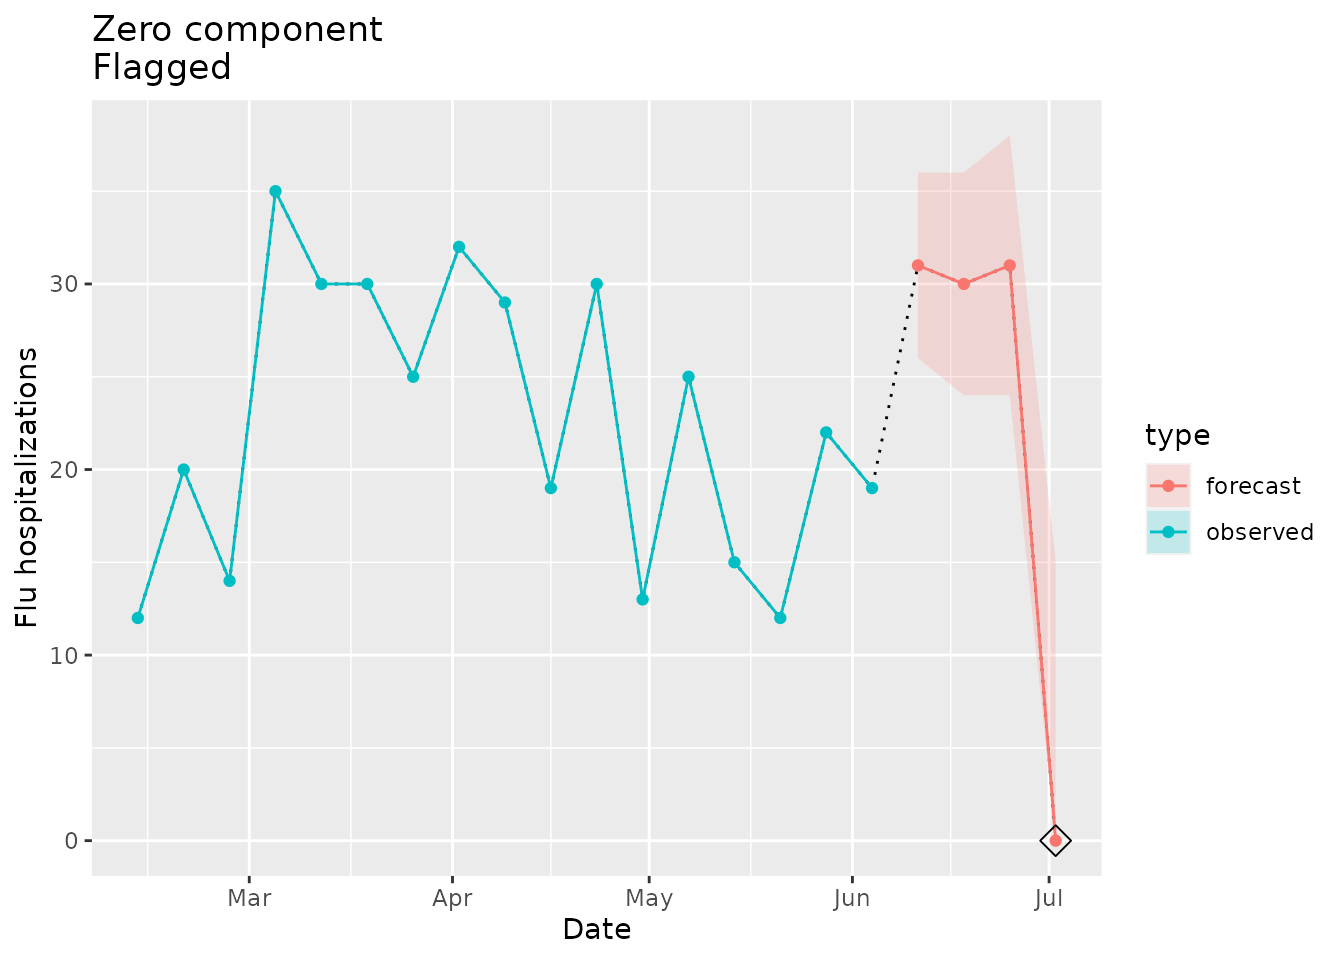 Zero component
Flagged
Flu hospitalizations
30
20
10
0
Mar
Apr
May
Jun
Jul
Date
type
forecast
observed